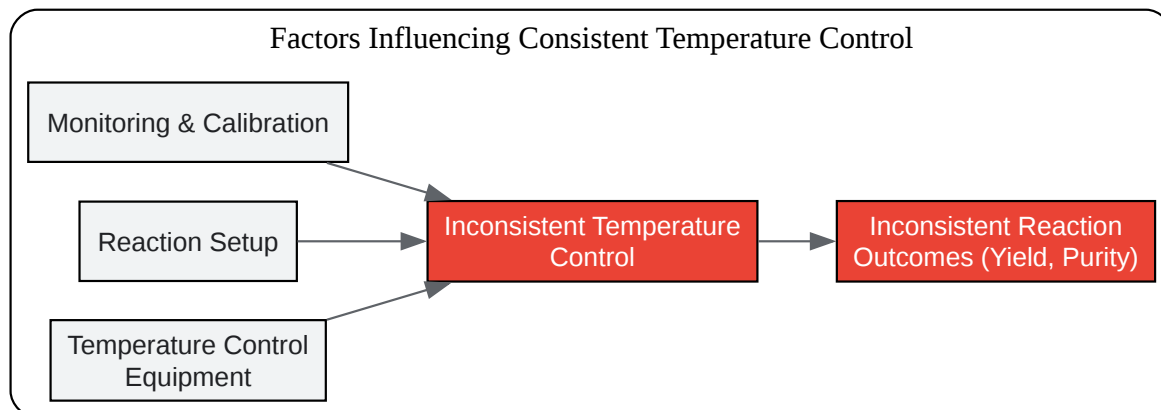 Factors Influencing Consistent Temperature Control
Monitoring & Calibration
Reaction Setup
Temperature Control
Equipment
Inconsistent Temperature
Control
Inconsistent Reaction
Outcomes (Yield, Purity)